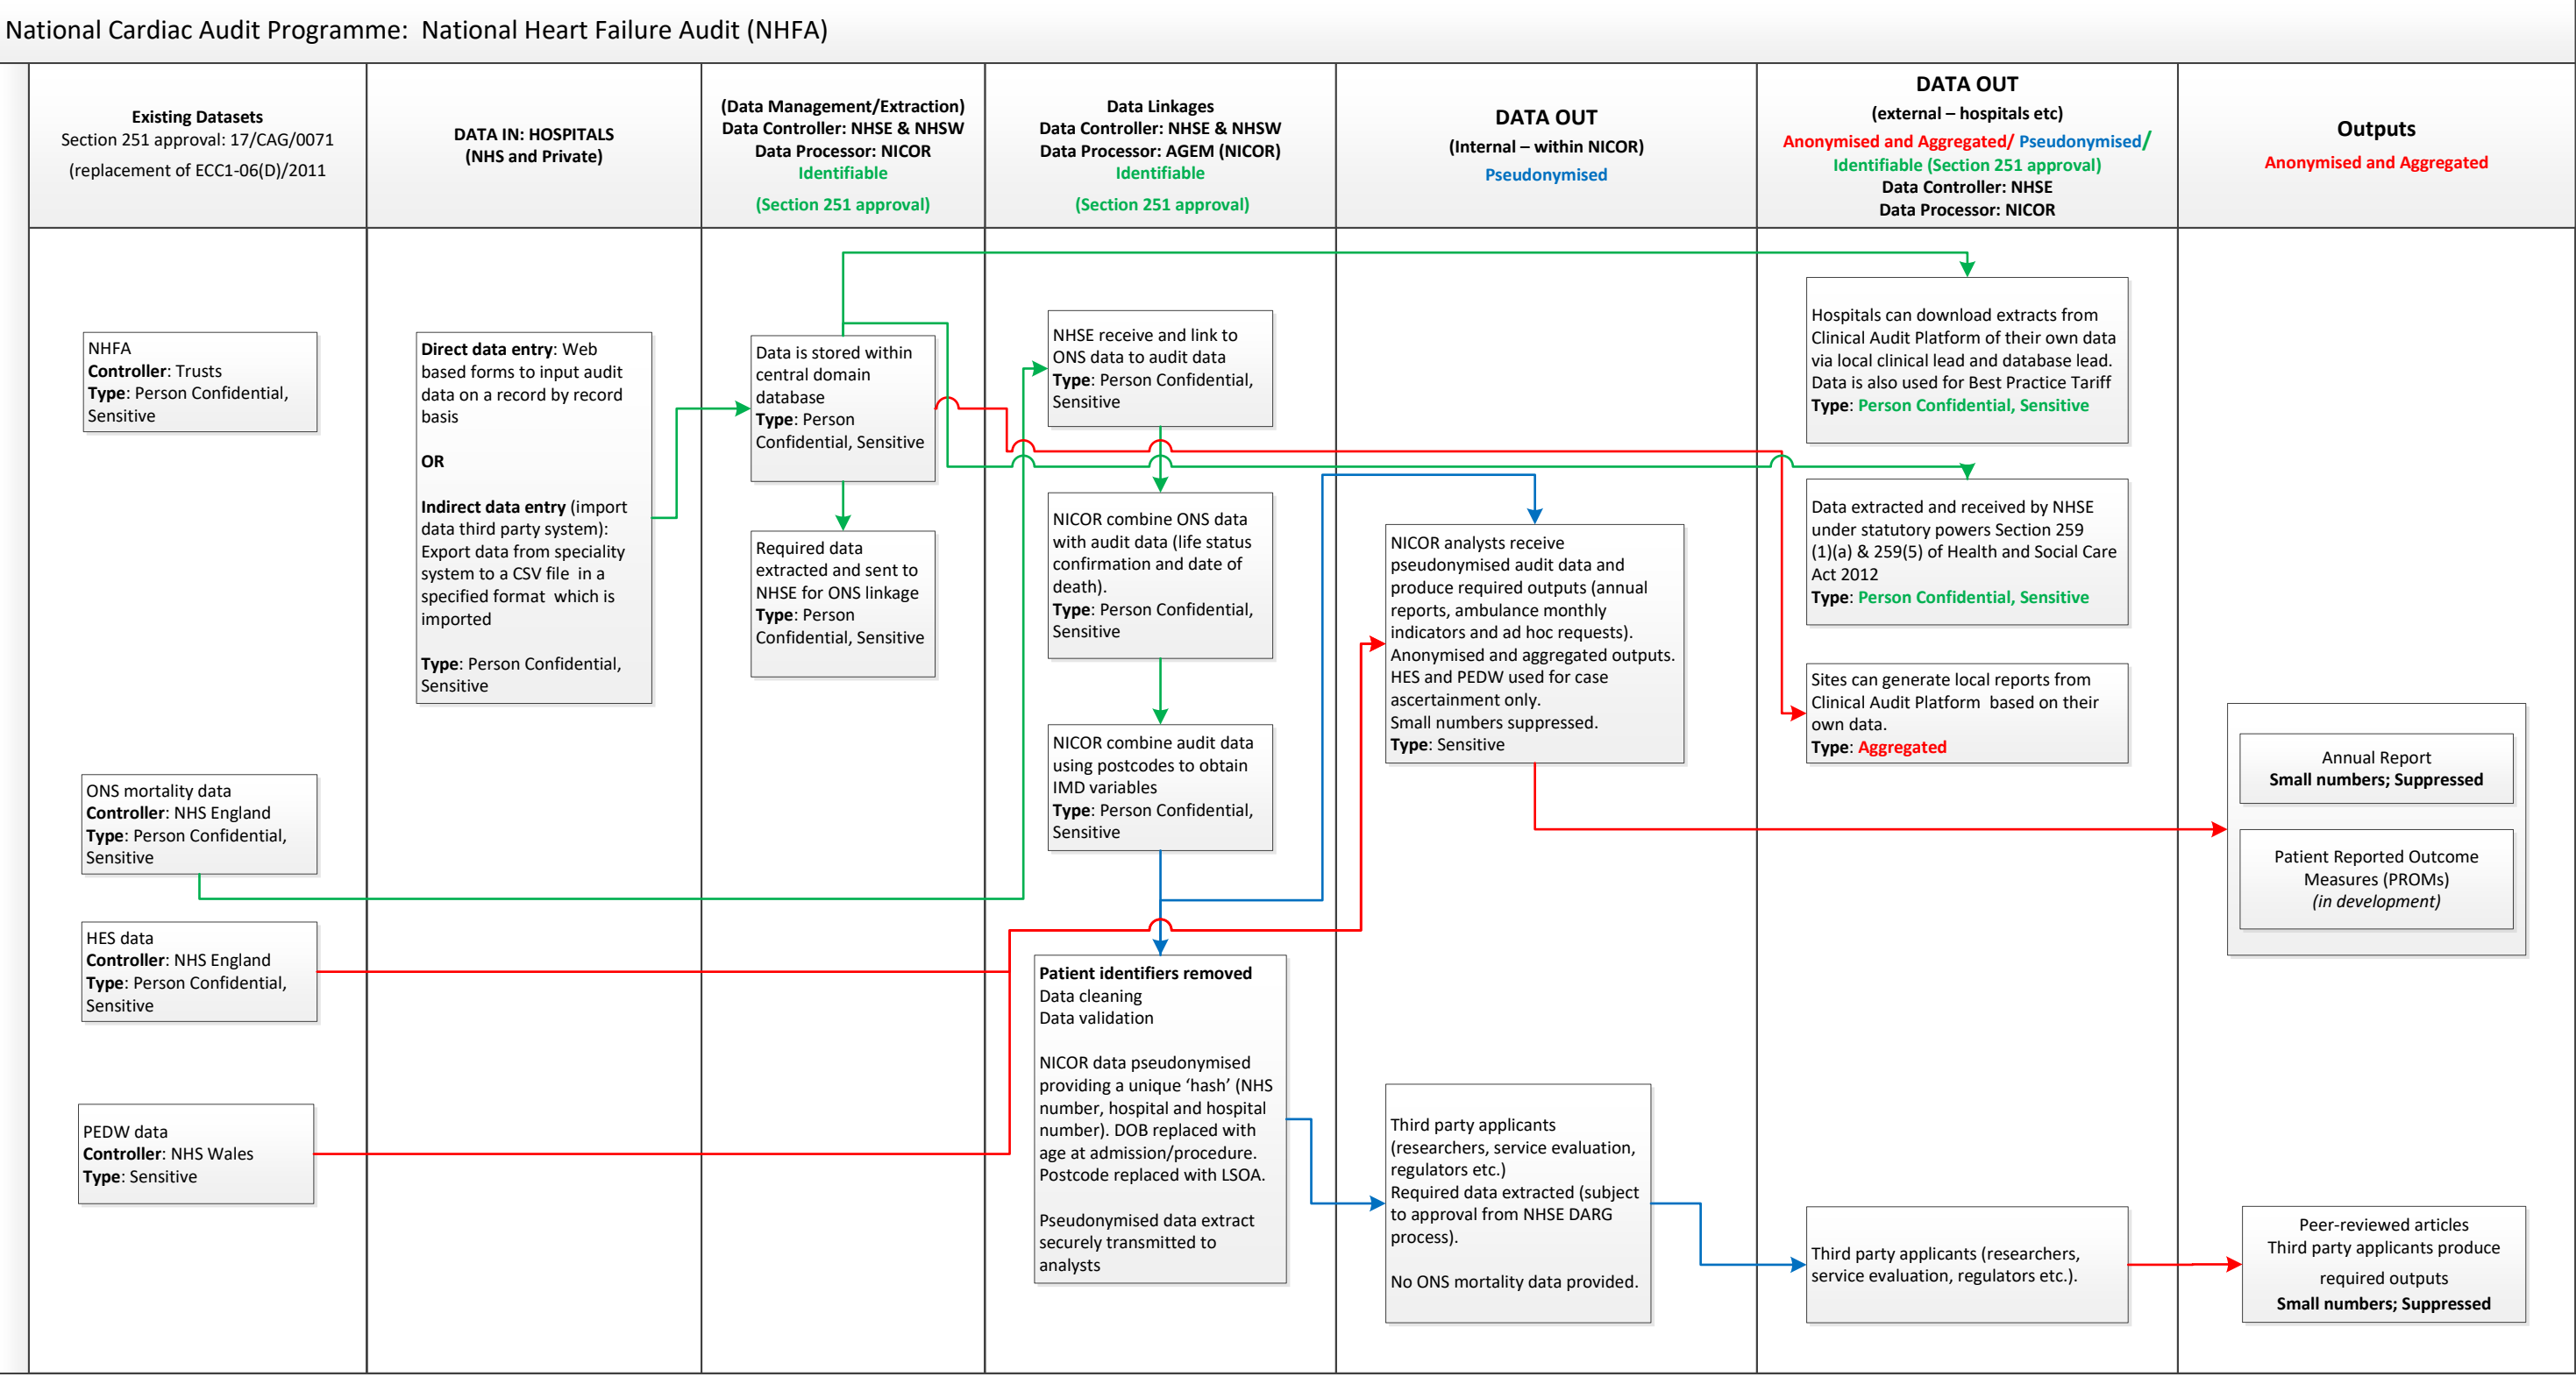 National Cardiac Audit Programme:  National Heart Failure Audit (NHFA)
Existing Datasets
Section 251 approval: 17/CAG/0071
(replacement of ECC1-06(D)/2011
DATA IN: HOSPITALS
(NHS and Private)
(Data Management/Extraction)
Data Controller: NHSE & NHSW
Data Processor: NICOR
Identifiable
(Section 251 approval)
Data Linkages
Data Controller: NHSE & NHSW
Data Processor: AGEM (NICOR)
Identifiable
(Section 251 approval)
DATA OUT
(Internal – within NICOR)
Pseudonymised
DATA OUT
(external – hospitals etc)
Anonymised and Aggregated/ Pseudonymised/
Identifiable (Section 251 approval)
Data Controller: NHSE
Data Processor: NICOR
Outputs
Anonymised and Aggregated
NHFA
Controller: Trusts
Type: Person Confidential,
Sensitive
ONS mortality data
Controller: NHS England
Type: Person Confidential,
Sensitive
HES data
Controller: NHS England
Type: Person Confidential,
Sensitive
PEDW data
Controller: NHS Wales
Type: Sensitive
Direct data entry: Web
based forms to input audit
data on a record by record
basis
OR
Indirect data entry (import
data third party system):
Export data from speciality
system to a CSV file  in a
specified format  which is
imported
Type: Person Confidential,
Sensitive
Data is stored within
central domain
database
Type: Person
Confidential, Sensitive
Required data
extracted and sent to
NHSE for ONS linkage
Type: Person
Confidential, Sensitive
NHSE receive and link to
ONS data to audit data
Type: Person Confidential,
Sensitive
NICOR combine ONS data
with audit data (life status
confirmation and date of
death).
Type: Person Confidential,
Sensitive
NICOR combine audit data
using postcodes to obtain
IMD variables
Type: Person Confidential,
Sensitive
Patient identifiers removed
Data cleaning
Data validation
NICOR data pseudonymised
providing a unique ‘hash’ (NHS
number, hospital and hospital
number). DOB replaced with
age at admission/procedure.
Postcode replaced with LSOA.
Pseudonymised data extract
securely transmitted to
analysts
NICOR analysts receive
pseudonymised audit data and
produce required outputs (annual
reports, ambulance monthly
indicators and ad hoc requests).
Anonymised and aggregated outputs.
HES and PEDW used for case
ascertainment only.
Small numbers suppressed.
Type: Sensitive
Third party applicants
(researchers, service evaluation,
regulators etc.)
Required data extracted (subject
to approval from NHSE DARG
process).
No ONS mortality data provided.
Hospitals can download extracts from
Clinical Audit Platform of their own data
via local clinical lead and database lead.
Data is also used for Best Practice Tariff
Type: Person Confidential, Sensitive
Data extracted and received by NHSE
under statutory powers Section 259
(1)(a) & 259(5) of Health and Social Care
Act 2012
Type: Person Confidential, Sensitive
Sites can generate local reports from
Clinical Audit Platform  based on their
own data.
Type: Aggregated
Third party applicants (researchers,
service evaluation, regulators etc.).
Annual Report
Small numbers; Suppressed
Patient Reported Outcome
Measures (PROMs)
(in development)
Peer-reviewed articles
Third party applicants produce
required outputs
Small numbers; Suppressed